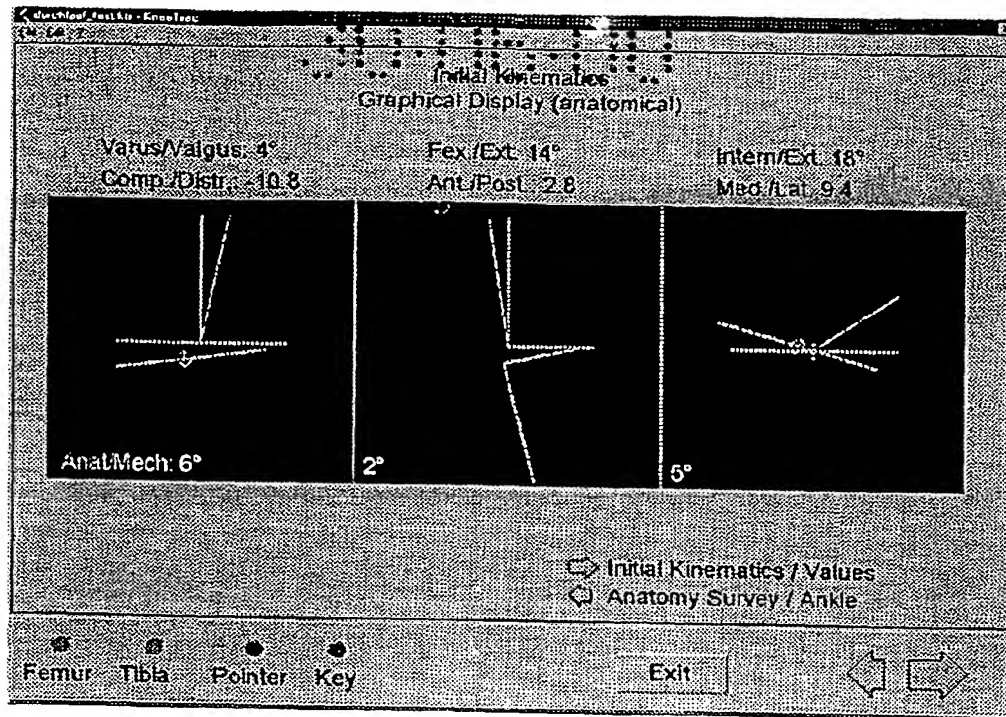 Initial Kinematics
Graphical Display (anatomical)
Varus/Valgus: 4°
Fex./Ext. 14°
Intern/Ext. 18°
Comp./Distr.: -10.8
Ant./Post. 2.8
Med./Lat. 9.4
Anat/Mech: 6°
2°
5°
Initial Kinematics / Values
Anatomy Survey / Ankle
Femur
Tibia
Pointer
Key
Exit